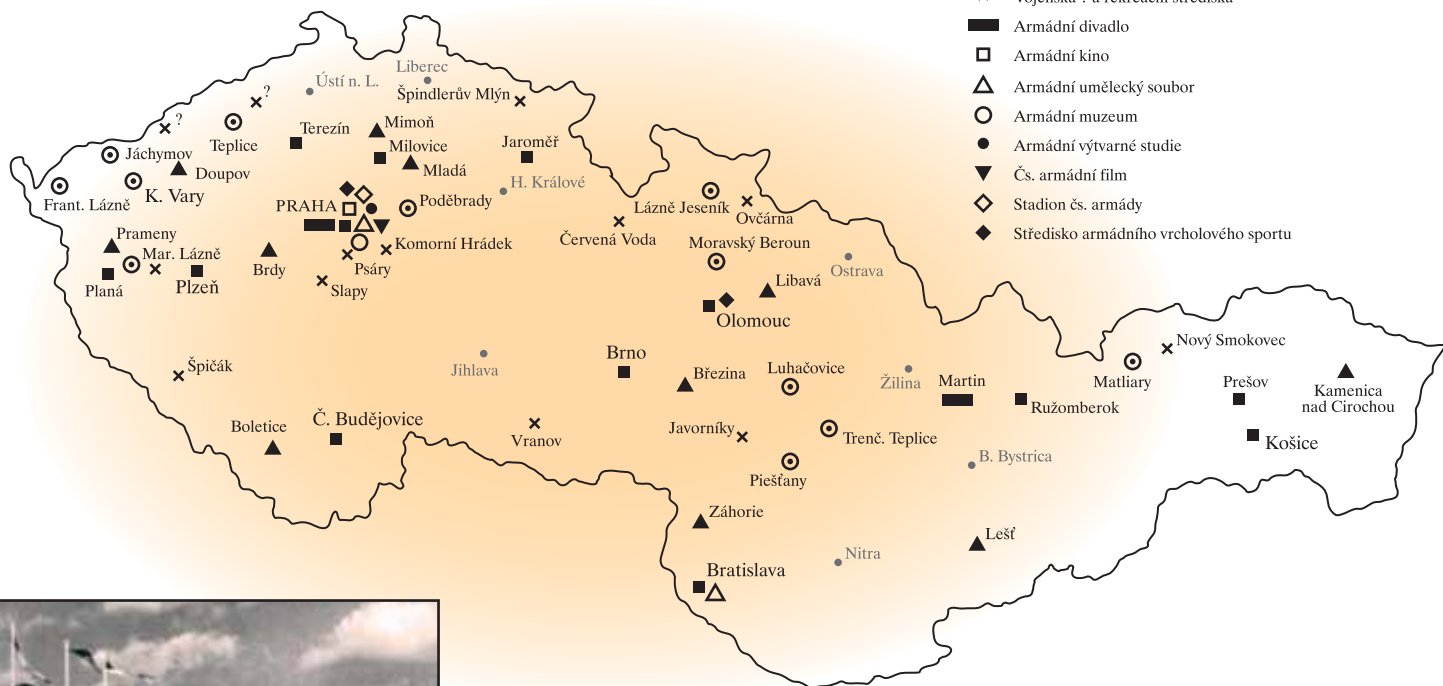 Armádní divadlo
Armádní kino
Armádní umělecký soubor
Armádní muzeum
Armádní výtvarné studie
Čs. armádní film
Stadion čs. armády
Středisko armádního vrcholového sportu
Liberec
Ústí n. L.
?
Špindlerův Mlýn
?
Teplice
Terezín
Mimoň
Milovice
Jaroměř
Jáchymov
Doupov
Mladá
K. Vary
H. Králové
Frant. Lázně
PRAHA
Poděbrady
Lázně Jeseník
Ovčárna
Prameny
Červená Voda
Moravský Beroun
Mar. Lázně
Komorní Hrádek
Brdy
Psáry
Ostrava
Planá
Plzeň
Slapy
Libavá
Olomouc
Nový Smokovec
Brno
Špičák
Jihlava
Březina
Luhačovice
Žilina
Martin
Matliary
Prešov
Kamenica
nad Cirochou
Ružomberok
Boletice
Č. Budějovice
Vranov
Javorníky
Trenč. Teplice
Košice
B. Bystrica
Piešťany
Záhorie
Lešť
Nitra
Bratislava